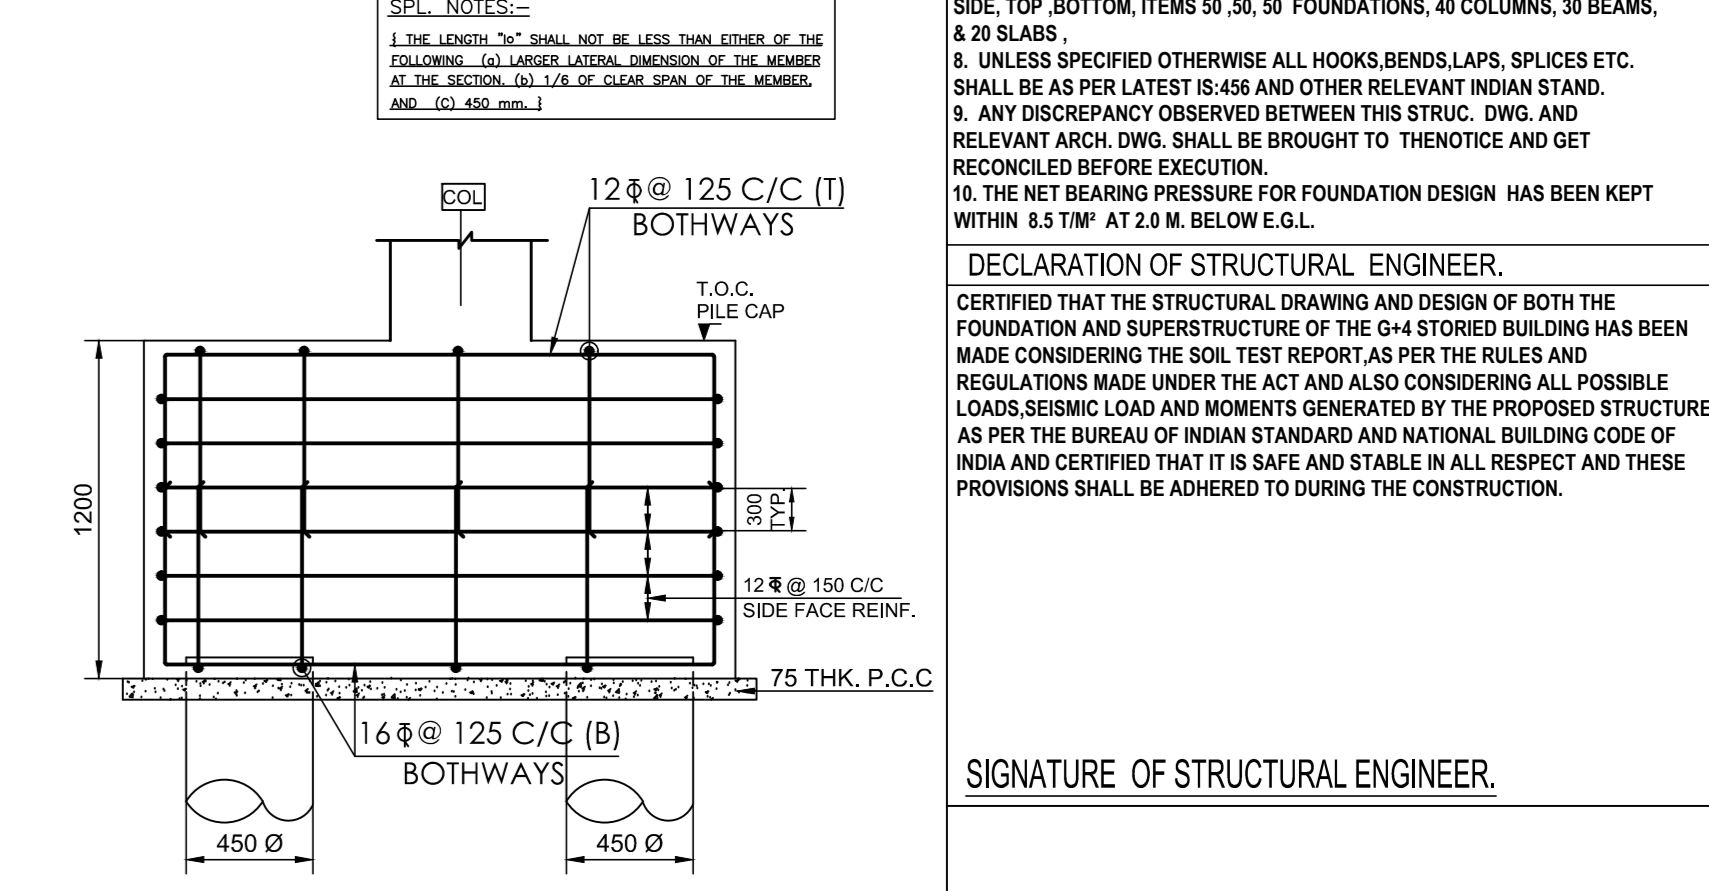 SPL. NOTES:-
{ THE LENGTH "lo" SHALL NOT BE LESS THAN EITHER OF THE
FOLLOWING (a) LARGER LATERAL DIMENSION OF THE MEMBER
AT THE SECTION. (b) 1/6 OF CLEAR SPAN OF THE MEMBER,
AND (C) 450 mm. }
COL
12Φ@ 125 C/C (T)
BOTHWAYS
T.O.C.
PILE CAP
1200
300
TYP.
12 Φ @ 150 C/C
SIDE FACE REINF.
75 THK. P.C.C
16Φ@ 125 C/C (B)
BOTHWAYS
450 Ø
450 Ø
SIDE, TOP ,BOTTOM, ITEMS 50 ,50, 50 FOUNDATIONS, 40 COLUMNS, 30 BEAMS,
& 20 SLABS ,
8. UNLESS SPECIFIED OTHERWISE ALL HOOKS,BENDS,LAPS, SPLICES ETC.
SHALL BE AS PER LATEST IS:456 AND OTHER RELEVANT INDIAN STAND.
9. ANY DISCREPANCY OBSERVED BETWEEN THIS STRUC. DWG. AND
RELEVANT ARCH. DWG. SHALL BE BROUGHT TO THENOTICE AND GET
RECONCILED BEFORE EXECUTION.
10. THE NET BEARING PRESSURE FOR FOUNDATION DESIGN HAS BEEN KEPT
WITHIN 8.5 T/M² AT 2.0 M. BELOW E.G.L.
DECLARATION OF STRUCTURAL ENGINEER.
CERTIFIED THAT THE STRUCTURAL DRAWING AND DESIGN OF BOTH THE
FOUNDATION AND SUPERSTRUCTURE OF THE G+4 STORIED BUILDING HAS BEEN
MADE CONSIDERING THE SOIL TEST REPORT,AS PER THE RULES AND
REGULATIONS MADE UNDER THE ACT AND ALSO CONSIDERING ALL POSSIBLE
LOADS,SEISMIC LOAD AND MOMENTS GENERATED BY THE PROPOSED STRUCTURE
AS PER THE BUREAU OF INDIAN STANDARD AND NATIONAL BUILDING CODE OF
INDIA AND CERTIFIED THAT IT IS SAFE AND STABLE IN ALL RESPECT AND THESE
PROVISIONS SHALL BE ADHERED TO DURING THE CONSTRUCTION.
SIGNATURE OF STRUCTURAL ENGINEER.